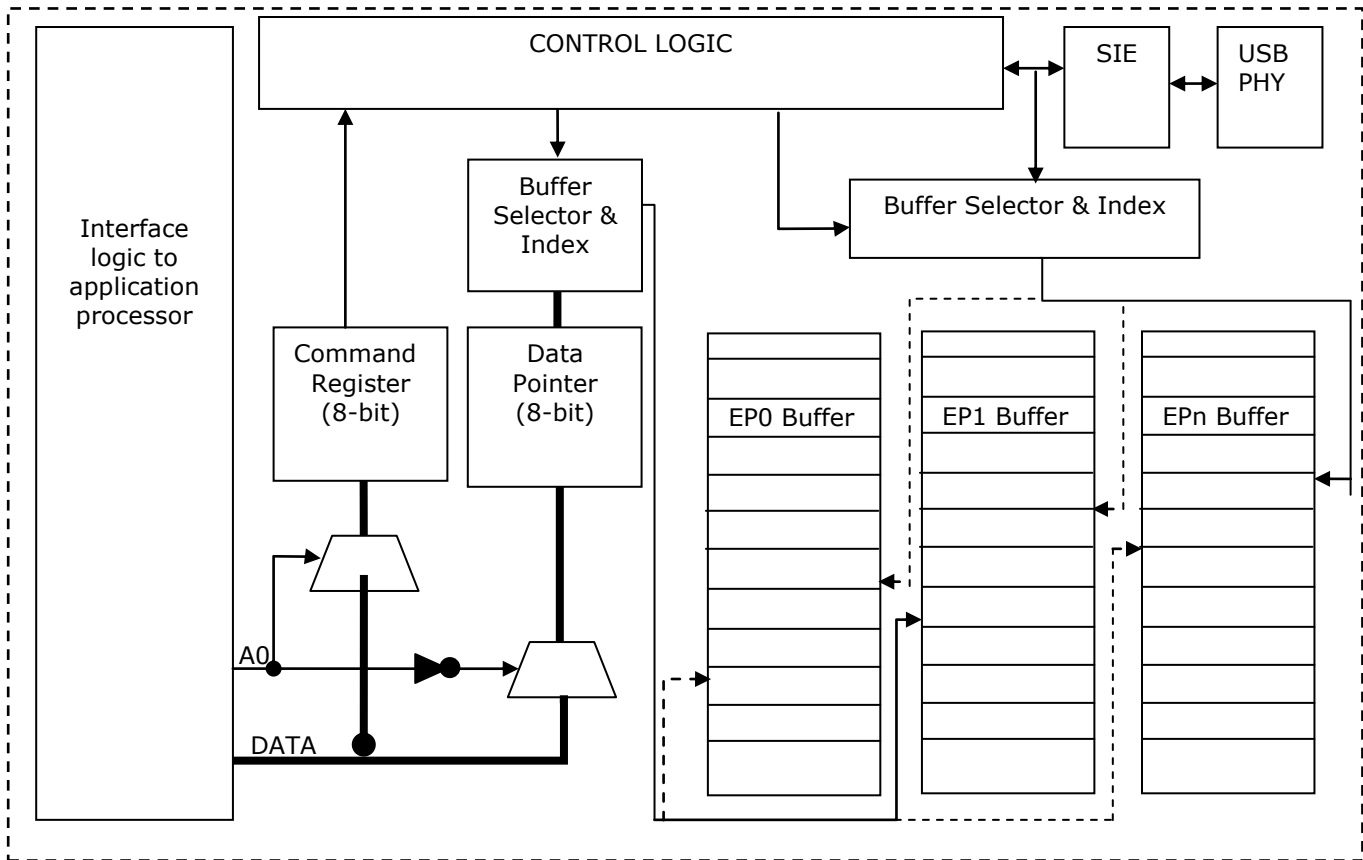 CONTROL LOGIC
SIE
USB
PHY
Buffer
Selector &
Index
Buffer Selector & Index
Interface
logic to
application
processor
Command
Register
(8-bit)
Data
Pointer
(8-bit)
EP0 Buffer
EP1 Buffer
EPn Buffer
A0
DATA